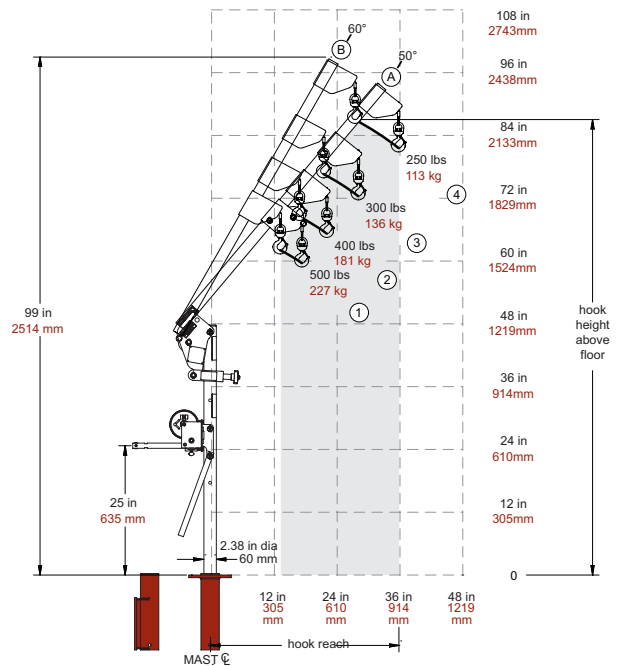 B
60°
50°
A
108 in
2743mm
96 in
2438mm
84 in
2133mm
250 lbs
113 kg
72 in
1829mm
4
300 lbs
136 kg
3
400 lbs
181 kg
60 in
1524mm
500 lbs
227 kg
2
1
99 in
2514 mm
48 in
1219mm
hook
height
above
floor
36 in
914mm
24 in
610mm
25 in
635 mm
12 in
305mm
2.38 in dia
60 mm
0
12 in
305
mm
24 in
610
mm
36 in
914
mm
48 in
1219
mm
hook reach
MAST ℄